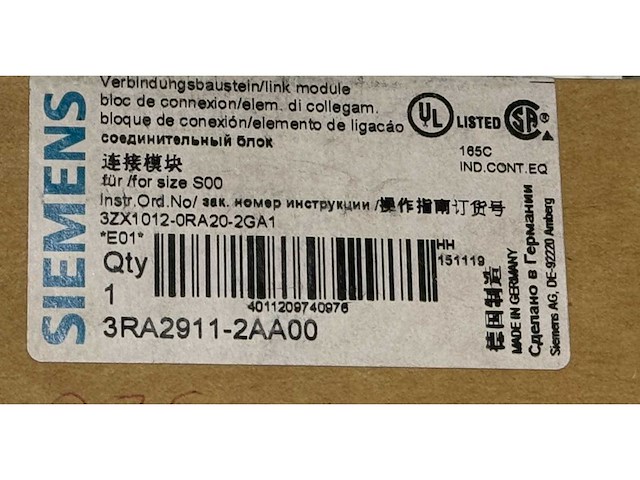 SIEMENS
Verbindungsbaustein/link module
bloc de connexion/elem. di collegam.
bloque de conexión/elemento de ligacáo
соединительный блок
连接模块
für /for size S00
Instr.Ord.No/ зак. номер инструкции /操作指南订货号
3ZX1012-0RA20-2GA1
*E01*
Qty
1
4011209740976
HH
151119
3RA2911-2AA00
UL LISTED SA
165C
IND.CONT.EQ
德国制造
MADE IN GERMANY
Сделано в Германии
Siemens AG, DE-92220 Amberg